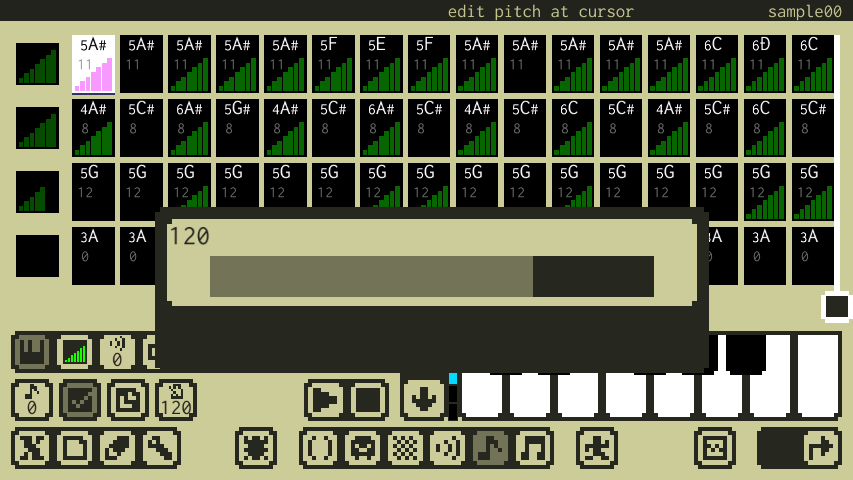 edit pitch at cursor sample00
5A# 5A# 5A# 5A# 5A# 5F 5E 5F 5A# 5A# 5A# 5A# 5A# 6C 6D 6C
11 11 11 11 11 11 11 11 11 11 11 11 11 11 11 11
4A# 5C# 6A# 5G# 4A# 5C# 6A# 5C# 4A# 5C# 6C 5C# 4A# 5C# 6C 5C#
8 8 8 8 8 8 8 8 8 8 8 8 8 8 8 8
5G 5G 5G 5G 5G 5G 5G 5G 5G 5G 5G 5G 5G 5G 5G 5G
12 12 12 12 12 12 12 12 12 12 12 12 12 12 12 12
3A 3A 3A 3A 3A
0 0 0 0 0
120
0
0 120